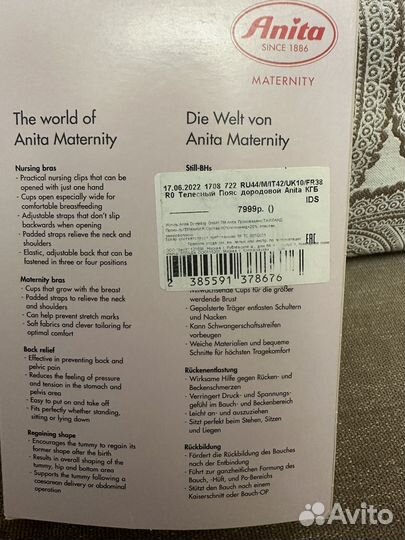 Anita
SINCE 1886
MATERNITY
The world of
Anita Maternity
Nursing bras
- Practical nursing clips that can be
opened with just one hand
- Cups open especially wide for
comfortable breastfeeding
- Adjustable straps that don't slip
backwards when opening
- Padded straps relieve the neck and
shoulders
- Elastic, adjustable back that can be
fastened in three or four positions
Maternity bras
- Cups that grow with the breast
- Padded straps to relieve the neck
and shoulders
- Can help prevent stretch marks
- Soft fabrics and clever tailoring for
optimal comfort
Back relief
- Effective in preventing back and
pelvic pain
- Reduces the feeling of pressure
and tension in the stomach and
pelvis area
- Easy to put on and take off
- Fits perfectly whether standing,
sitting or lying down
Regaining shape
- Encourages the tummy to regain its
former shape after the birth
- Results in overall shaping of the
tummy, hip and bottom area
- Supports the tummy following a
caesarean delivery or abdominal
operation
Die Welt von
Anita Maternity
Still-BHs
17.06.2022 1708 722 RU44/M/IT42/UK10/FR38
R0 Телесный Пояс дородовой Anita КГБ
IDS
7999р. ()
EAC
2 385591 378676
- Mitwachsende Cups für die größer
werdende Brust
- Gepolsterte Träger entlasten Schultern
und Nacken
- Kann Schwangerschaftsstreifen
vorbeugen
- Weiche Materialien und bequeme
Schnitte für höchsten Tragekomfort
Rückenentlastung
- Wirksame Hilfe gegen Rücken- und
Beckenschmerzen
- Verringert Druck- und Spannungs-
gefühl im Bauch- und Beckenbereich
- Leicht an- und auszuziehen
- Sitzt perfekt beim Stehen, Sitzen
und Liegen
Rückbildung
- Fördert die Rückbildung des Bauches
nach der Entbindung
- Führt zur ganzheitlichen Formung des
Bauch-, Hüft- und Po-Bereichs
- Stützt den Bauch nach einem
Kaiserschnitt oder Bauch-OP
Avito